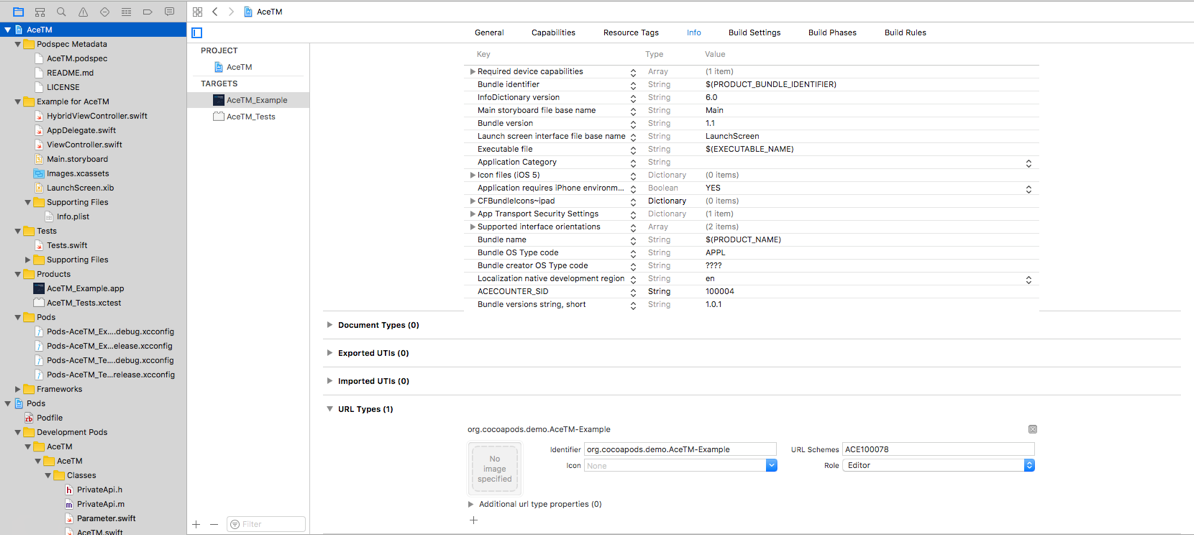 AceTM
AceTM
Podspec Metadata
AceTM.podspec
README.md
LICENSE
Example for AceTM
HybridViewController.swift
AppDelegate.swift
ViewController.swift
Main.storyboard
Images.xcassets
LaunchScreen.xib
Supporting Files
Info.plist
Tests
Tests.swift
Supporting Files
Products
AceTM_Example.app
AceTM_Tests.xctest
Pods
Pods-AceTM_Ex....debug.xcconfig
Pods-AceTM_Ex...elease.xcconfig
Pods-AceTM_Te....debug.xcconfig
Pods-AceTM_Te...release.xcconfig
Frameworks
Pods
Podfile
Development Pods
AceTM
AceTM
Classes
PrivateApi.h
PrivateApi.m
Parameter.swift
AceTM.swift
PROJECT
AceTM
TARGETS
AceTM_Example
AceTM_Tests
Filter
General Capabilities Resource Tags Info Build Settings Build Phases Build Rules
Key Type Value
Required device capabilities Array (1 item)
Bundle identifier String $(PRODUCT_BUNDLE_IDENTIFIER)
InfoDictionary version String 6.0
Main storyboard file base name String Main
Bundle version String 1.1
Launch screen interface file base name String LaunchScreen
Executable file String $(EXECUTABLE_NAME)
Application Category String
Icon files (iOS 5) Dictionary (0 items)
Application requires iPhone environm... Boolean YES
CFBundleIcons~ipad Dictionary (0 items)
App Transport Security Settings Dictionary (1 item)
Supported interface orientations Array (2 items)
Bundle name String $(PRODUCT_NAME)
Bundle OS Type code String APPL
Bundle creator OS Type code String ????
Localization native development region String en
ACECOUNTER_SID String 100004
Bundle versions string, short String 1.0.1
Document Types (0)
Exported UTIs (0)
Imported UTIs (0)
URL Types (1)
org.cocoapods.demo.AceTM-Example
No
image
specified
Identifier org.cocoapods.demo.AceTM-Example URL Schemes ACE100078
Icon None Role Editor
Additional url type properties (0)